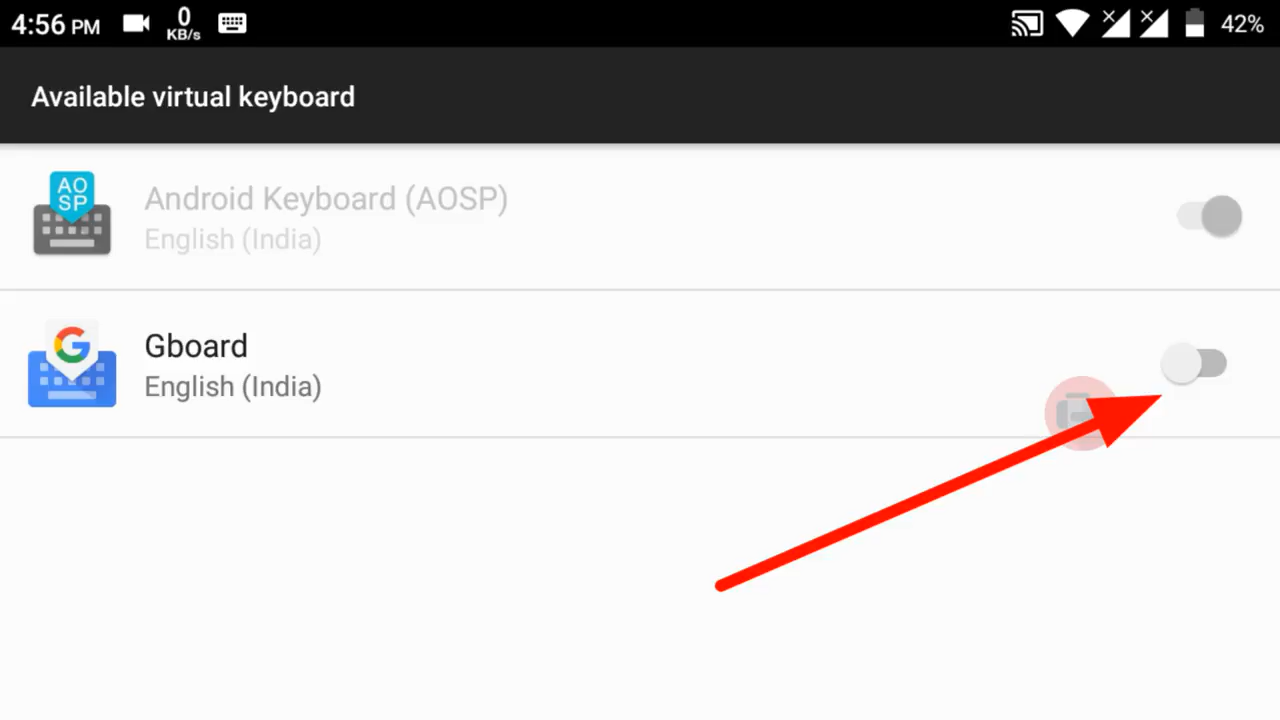 4:56 PM 0 KB/s 42%
Available virtual keyboard
AO
SP
Android Keyboard (AOSP)
English (India)
G
Gboard
English (India)